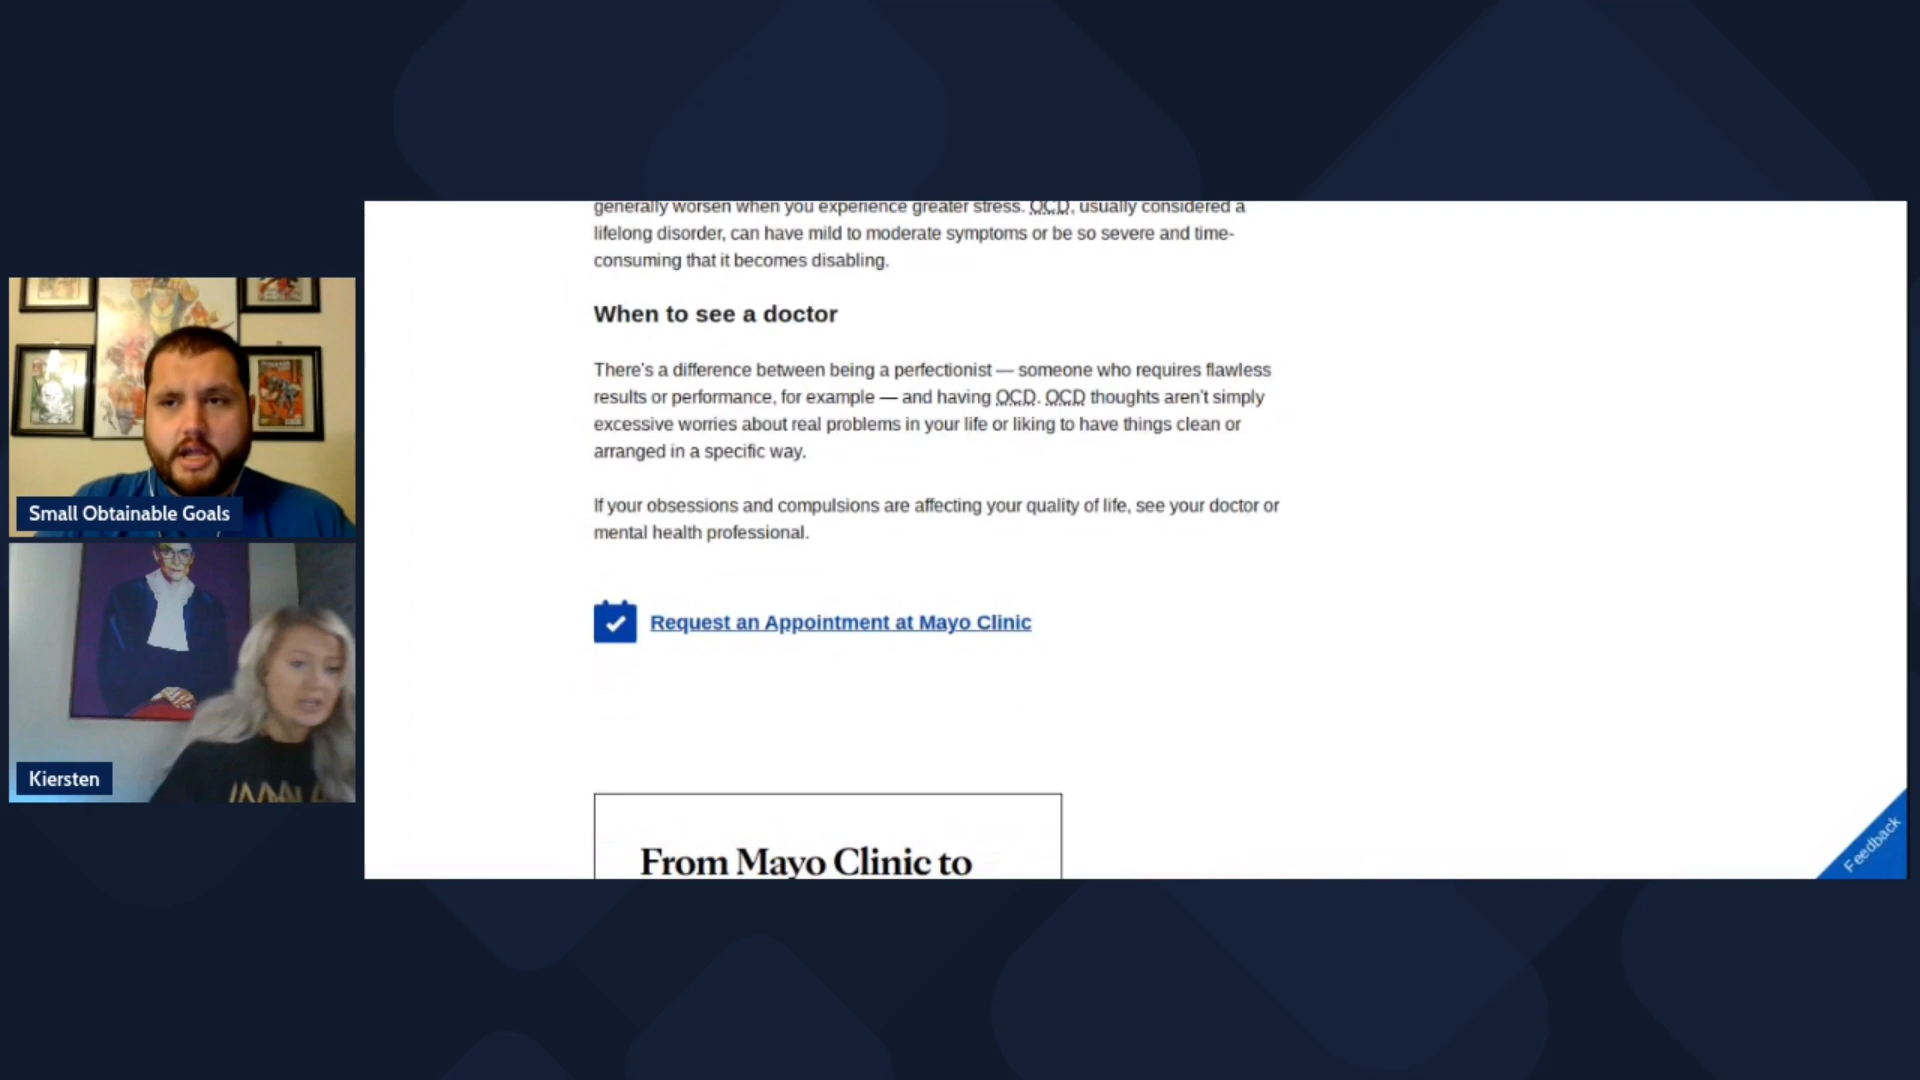 generally worsen when you experience greater stress. OCD, usually considered a
lifelong disorder, can have mild to moderate symptoms or be so severe and time-
consuming that it becomes disabling.
When to see a doctor
There's a difference between being a perfectionist — someone who requires flawless
results or performance, for example — and having OCD. OCD thoughts aren't simply
excessive worries about real problems in your life or liking to have things clean or
arranged in a specific way.
If your obsessions and compulsions are affecting your quality of life, see your doctor or
mental health professional.
Request an Appointment at Mayo Clinic
From Mayo Clinic to
Feedback
Small Obtainable Goals
Kiersten